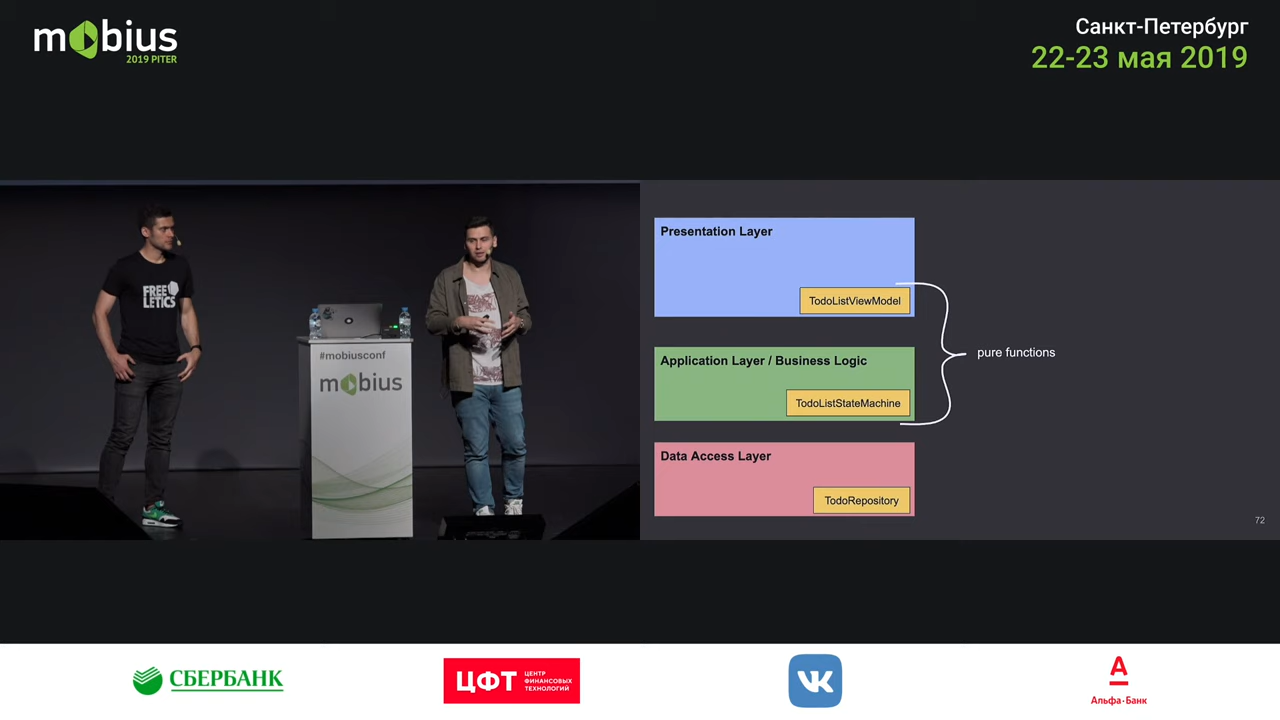 mobius
2019 PITER
Санкт-Петербург
22-23 мая 2019
FREE
LETICS
#mobiusconf
mobius
Presentation Layer
TodoListViewModel
Application Layer / Business Logic
TodoListStateMachine
Data Access Layer
TodoRepository
pure functions
72
СБЕРБАНК
ЦФТ
ЦЕНТР
ФИНАНСОВЫХ
ТЕХНОЛОГИЙ
VK
А
Альфа·Банк